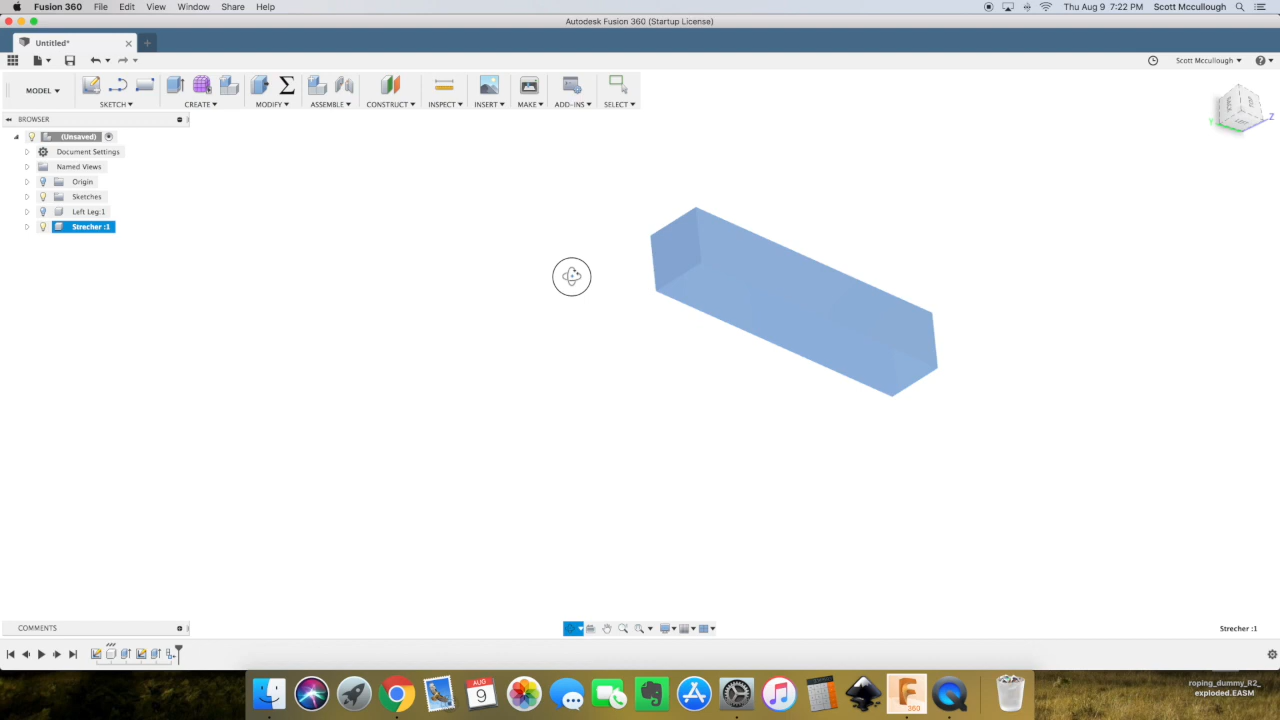 Fusion 360 File Edit View Window Share Help Thu Aug 9 7:22 PM Scott Mccullough
Autodesk Fusion 360 (Startup License)
Untitled*
Scott Mccullough
MODEL SKETCH CREATE MODIFY ASSEMBLE CONSTRUCT INSPECT INSERT MAKE ADD-INS SELECT
Y Z
BROWSER
(Unsaved)
Document Settings
Named Views
Origin
Sketches
Left Leg:1
Strecher :1
COMMENTS
Strecher :1
AUG
9
360
roping_dummy_R2_
exploded.EASM